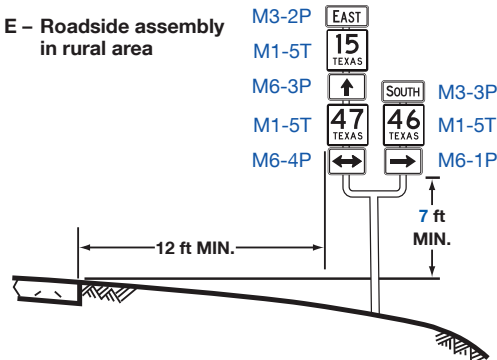 E – Roadside assembly
in rural area
M3-2P
EAST
M1-5T
15
TEXAS
M6-3P
SOUTH
M3-3P
M1-5T
47
TEXAS
46
TEXAS
M1-5T
M6-4P
M6-1P
7 ft
MIN.
12 ft MIN.